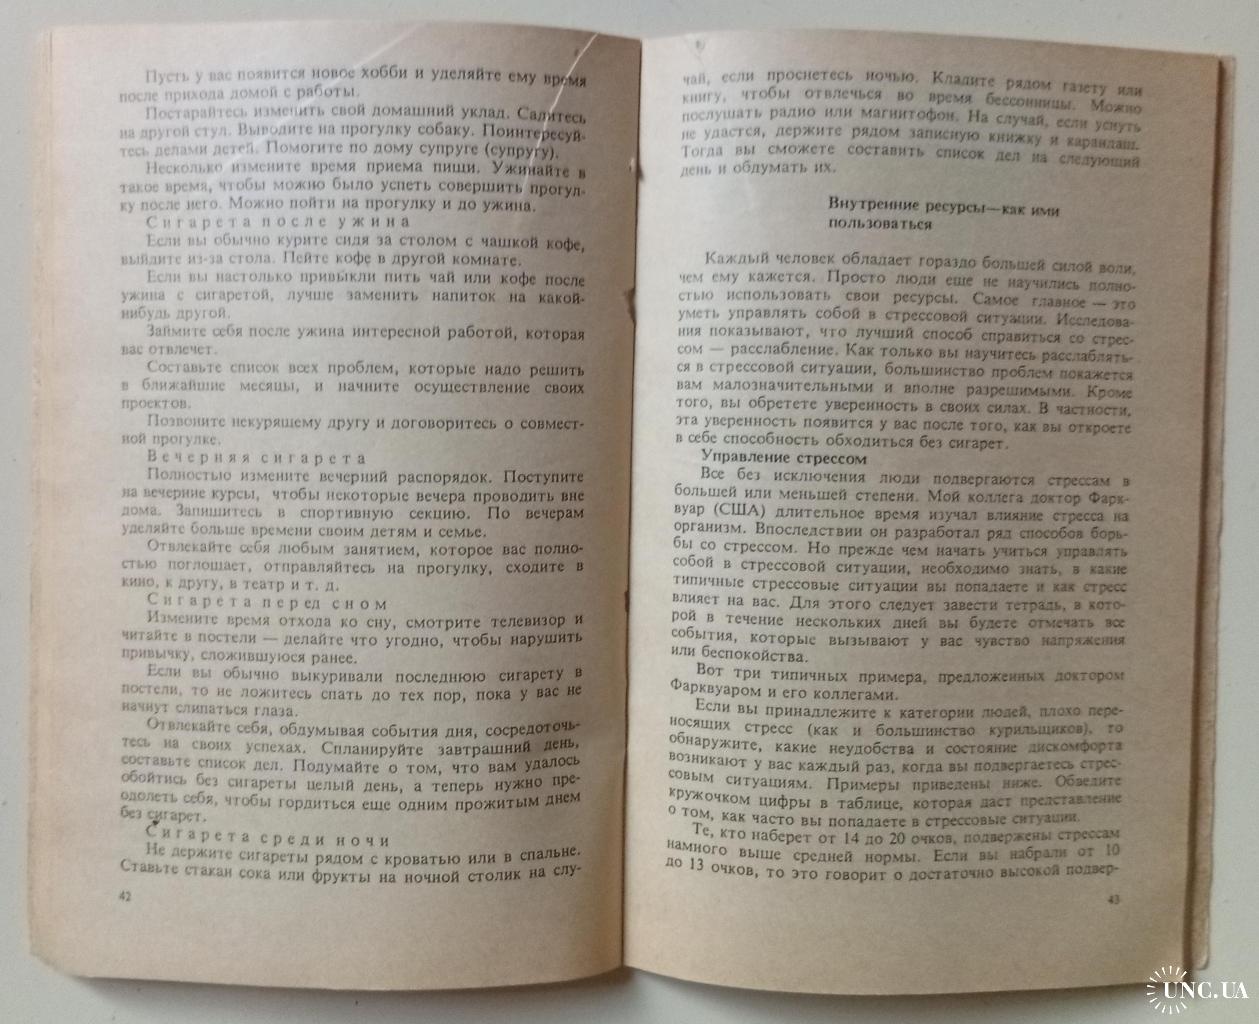 Пусть у вас появится новое хобби и уделяйте ему время
после прихода домой с работы.
Постарайтесь изменить свой домашний уклад. Садитесь
на другой стул. Выводите на прогулку собаку. Поинтересуй-
тесь делами детей. Помогите по дому супруге (супругу).
Несколько измените время приема пищи. Ужинайте в
такое время, чтобы можно было успеть совершить прогул-
ку после него. Можно пойти на прогулку и до ужина.
Сигарета после ужина
Если вы обычно курите сидя за столом с чашкой кофе,
выйдите из-за стола. Пейте кофе в другой комнате.
Если вы настолько привыкли пить чай или кофе после
ужина с сигаретой, лучше заменить напиток на какой-
нибудь другой.
Займите себя после ужина интересной работой, которая
вас отвлечет.
Составьте список всех проблем, которые надо решить
в ближайшие месяцы, и начните осуществление своих
проектов.
Позвоните некурящему другу и договоритесь о совмест-
ной прогулке.
Вечерняя сигарета
Полностью измените вечерний распорядок. Поступите
на вечерние курсы, чтобы некоторые вечера проводить вне
дома. Запишитесь в спортивную секцию. По вечерам
уделяйте больше времени своим детям и семье.
Отвлекайте себя любым занятием, которое вас полно-
стью поглощает, отправляйтесь на прогулку, сходите в
кино, к другу, в театр и т. д.
Сигарета перед сном
Измените время отхода ко сну, смотрите телевизор и
читайте в постели — делайте что угодно, чтобы нарушить
привычку, сложившуюся ранее.
Если вы обычно выкуривали последнюю сигарету в
постели, то не ложитесь спать до тех пор, пока у вас не
начнут слипаться глаза.
Отвлекайте себя, обдумывая события дня, сосредоточь-
тесь на своих успехах. Спланируйте завтрашний день,
составьте список дел. Подумайте о том, что вам удалось
обойтись без сигареты целый день, а теперь нужно пре-
одолеть себя, чтобы гордиться еще одним прожитым днем
без сигарет.
Сигарета среди ночи
Не держите сигареты рядом с кроватью или в спальне.
Ставьте стакан сока или фрукты на ночной столик на слу-
42
чай, если проснетесь ночью. Кладите рядом газету или
книгу, чтобы отвлечься во время бессонницы. Можно
послушать радио или магнитофон. На случай, если уснуть
не удастся, держите рядом записную книжку и карандаш.
Тогда вы сможете составить список дел на следующий
день и обдумать их.
Внутренние ресурсы—как ими
пользоваться
Каждый человек обладает гораздо большей силой воли,
чем ему кажется. Просто люди еще не научились полно-
стью использовать свои ресурсы. Самое главное — это
уметь управлять собой в стрессовой ситуации. Исследова-
ния показывают, что лучший способ справиться со стрес-
сом — расслабление. Как только вы научитесь расслаблять-
ся в стрессовой ситуации, большинство проблем покажется
вам малозначительными и вполне разрешимыми. Кроме
того, вы обретете уверенность в своих силах. В частности,
эта уверенность появится у вас после того, как вы откроете
в себе способность обходиться без сигарет.
Управление стрессом
Все без исключения люди подвергаются стрессам в
большей или меньшей степени. Мой коллега доктор Фарк-
вуар (США) длительное время изучал влияние стресса на
организм. Впоследствии он разработал ряд способов борь-
бы со стрессом. Но прежде чем начать учиться управлять
собой в стрессовой ситуации, необходимо знать, в какие
типичные стрессовые ситуации вы попадаете и как стресс
влияет на вас. Для этого следует завести тетрадь, в кото-
рой в течение нескольких дней вы будете отмечать все
события, которые вызывают у вас чувство напряжения
или беспокойства.
Вот три типичных примера, предложенных доктором
Фарквуаром и его коллегами.
Если вы принадлежите к категории людей, плохо пере-
носящих стресс (как и большинство курильщиков), то
обнаружите, какие неудобства и состояние дискомфорта
возникают у вас каждый раз, когда вы подвергаетесь стрес-
совым ситуациям. Примеры приведены ниже. Обведите
кружочком цифры в таблице, которая даст представление
о том, как часто вы попадаете в стрессовые ситуации.
Те, кто наберет от 14 до 20 очков, подвержены стрессам
намного выше средней нормы. Если вы набрали от 10
до 13 очков, то это говорит о достаточно высокой подвер-
43
UNC.UA